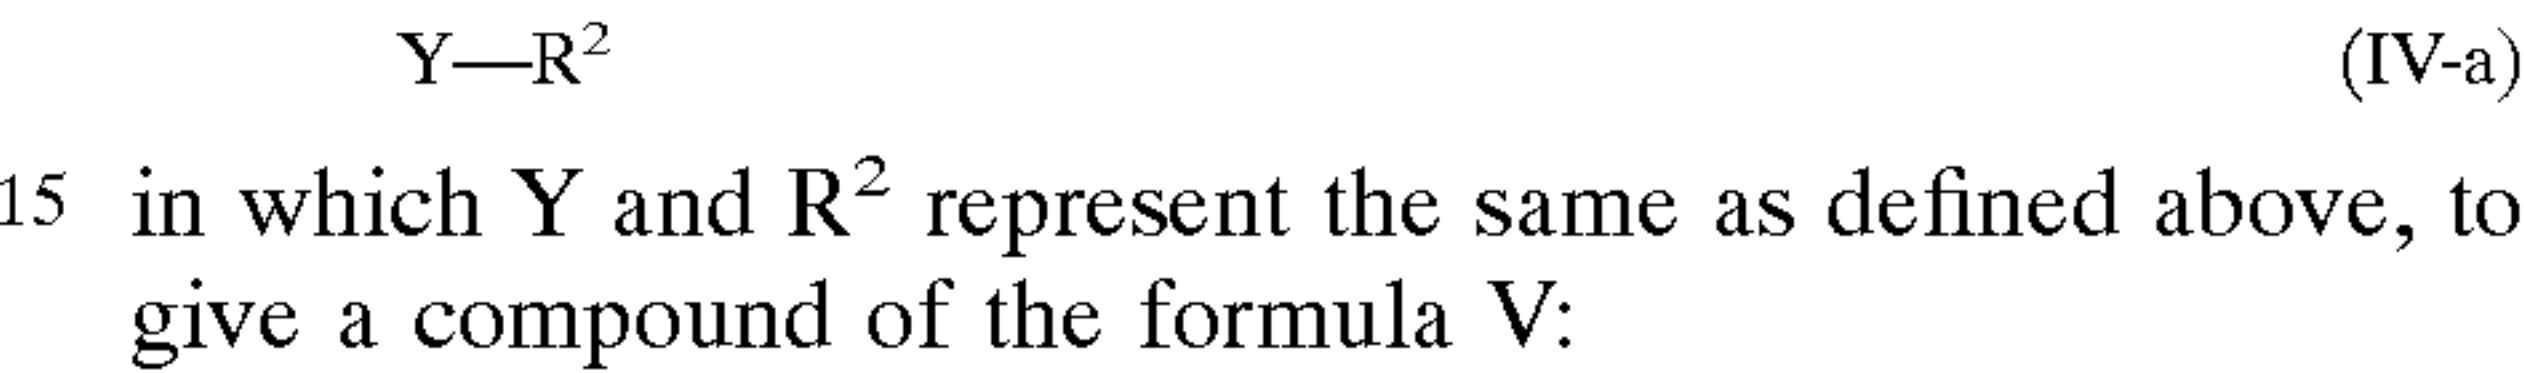 Y—R² (IV-a)
15 in which Y and R² represent the same as defined above, to
give a compound of the formula V: